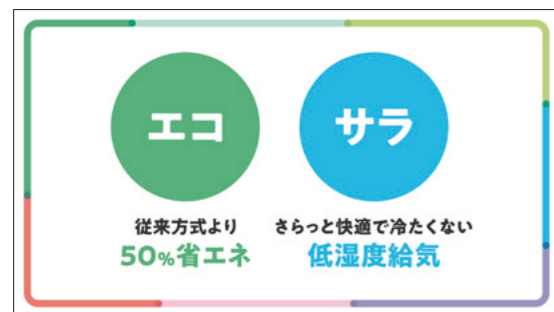 エコ
サラ
従来方式より
50%省エネ
さらっと快適で冷たくない
低湿度給気